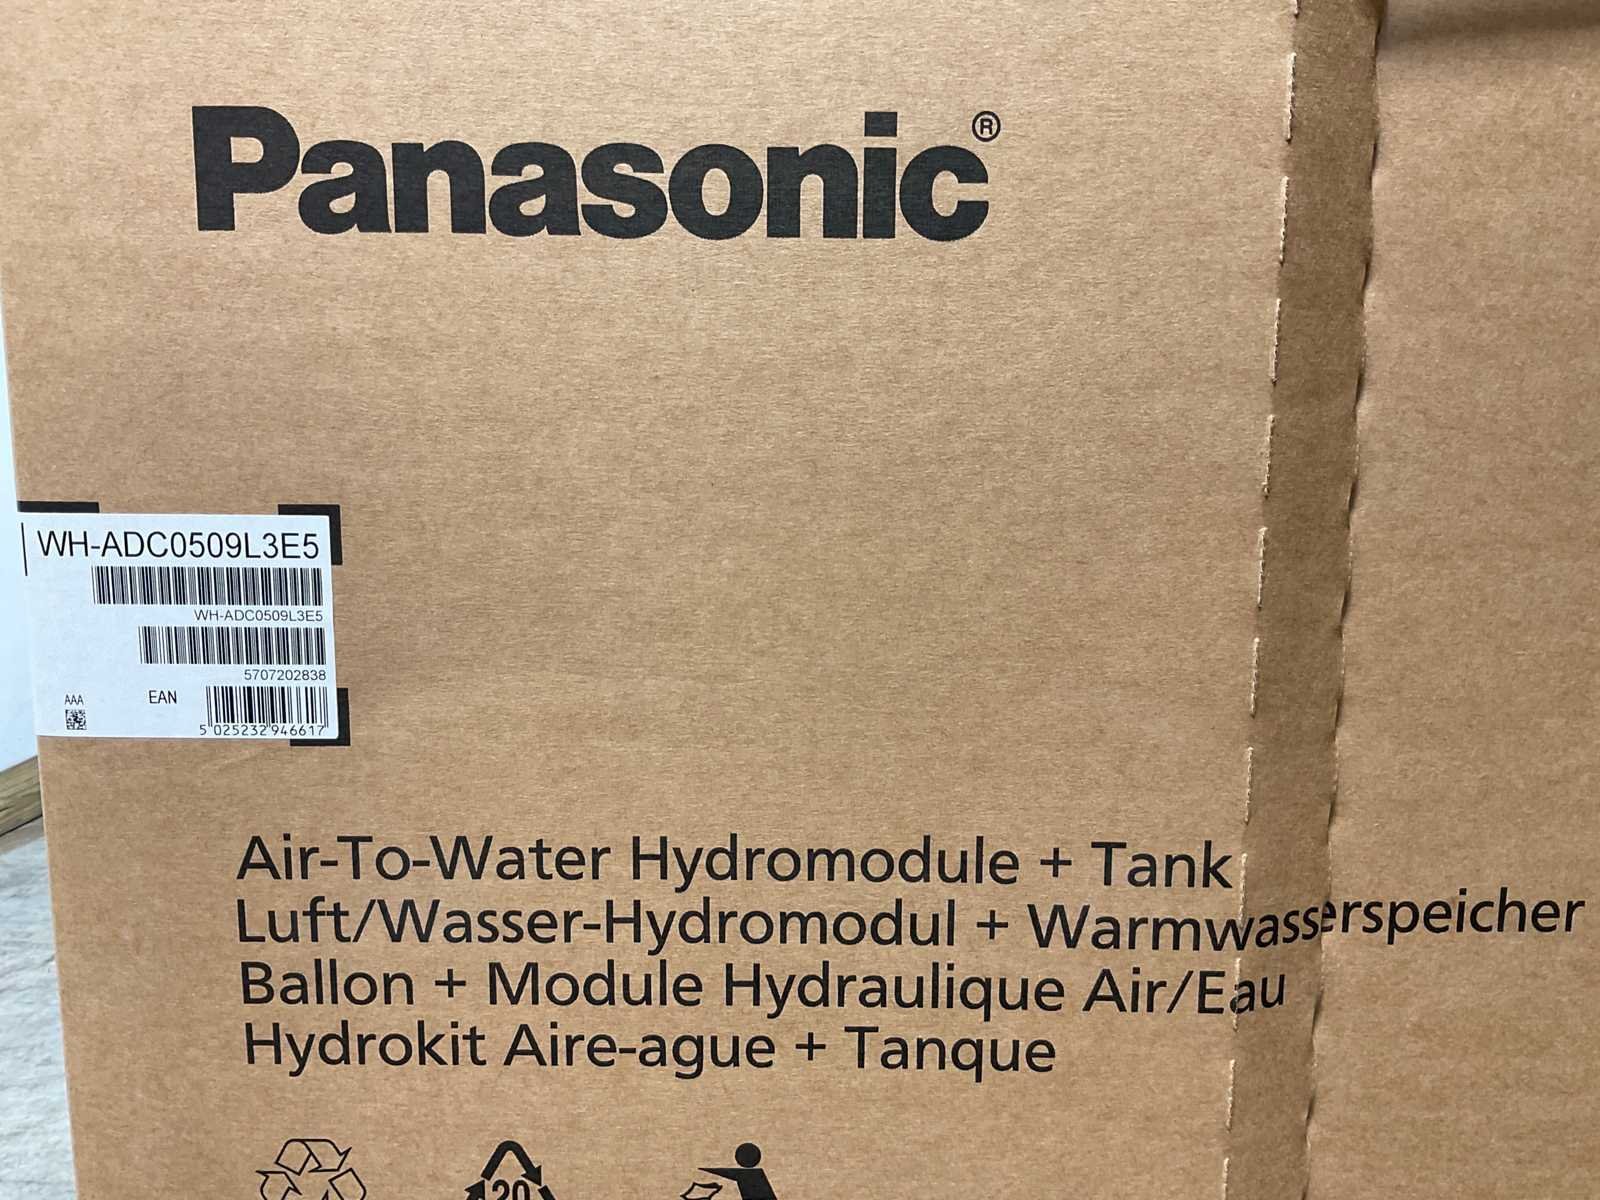 Panasonic®
WH-ADC0509L3E5
WH-ADC0509L3E5
5707202838
AAA
EAN
5 025232 946617
Air-To-Water Hydromodule + Tank
Luft/Wasser-Hydromodul + Warmwasserspeicher
Ballon + Module Hydraulique Air/Eau
Hydrokit Aire-ague + Tanque
20